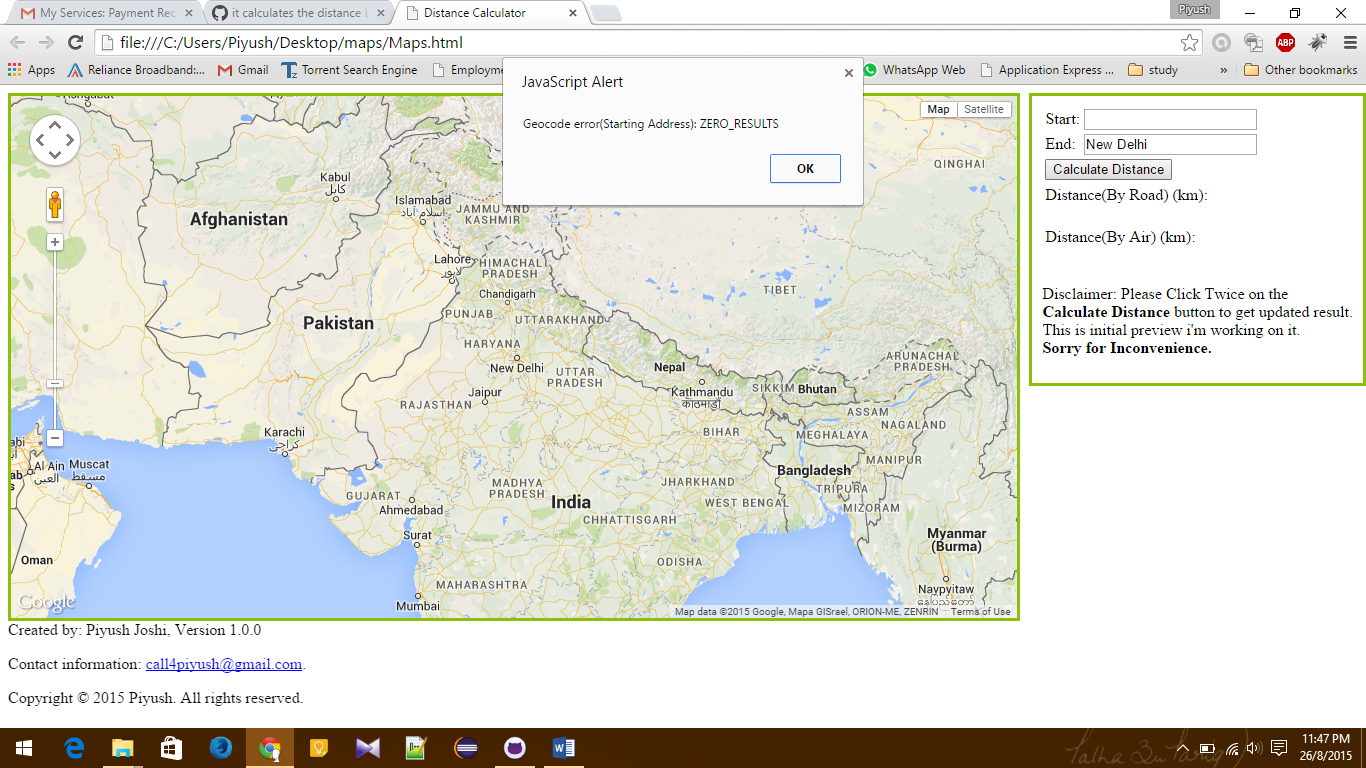 My Services: Payment Rec
it calculates the distance b
Distance Calculator
Piyush
file:///C:/Users/Piyush/Desktop/maps/Maps.html
ABP
Apps
Reliance Broadband:...
Gmail
Torrent Search Engine
Employme
WhatsApp Web
Application Express ...
study
»
Other bookmarks
JavaScript Alert
Geocode error(Starting Address): ZERO_RESULTS
OK
Map
Satellite
Ashgabat
QINGHAI
Kabul
کابل
Islamabad
اسلام آباد
Afghanistan
JAMMU AND
KASHMIR
Lahore
لاہور
HIMACHAL
PRADESH
TIBET
Chandigarh
PUNJAB
Pakistan
UTTARAKHAND
HARYANA
New Delhi
UTTAR
PRADESH
Nepal
ARUNACHAL
PRADESH
SIKKIM
Bhutan
Jaipur
Kathmandu
काठमाडौं
RAJASTHAN
ASSAM
NAGALAND
Karachi
کراچی
BIHAR
MEGHALAYA
MANIPUR
Al Ain
العين
Muscat
مسقط
Bangladesh
MADHYA
PRADESH
JHARKHAND
TRIPURA
GUJARAT
Ahmedabad
India
WEST BENGAL
MIZORAM
CHHATTISGARH
Surat
Myanmar
(Burma)
Oman
ODISHA
MAHARASHTRA
Naypyitaw
နေပြည်တော်
Mumbai
Google
Map data ©2015 Google, Mapa GISrael, ORION-ME, ZENRIN
Terms of Use
Start:
End: New Delhi
Calculate Distance
Distance(By Road) (km):
Distance(By Air) (km):
Disclaimer: Please Click Twice on the
Calculate Distance button to get updated result.
This is initial preview i'm working on it.
Sorry for Inconvenience.
Created by: Piyush Joshi, Version 1.0.0
Contact information: call4piyush@gmail.com.
Copyright © 2015 Piyush. All rights reserved.
11:47 PM
26/8/2015